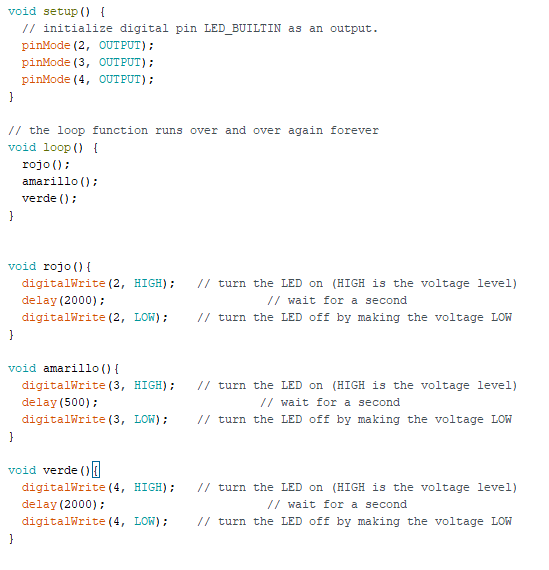 void setup() {
  // initialize digital pin LED_BUILTIN as an output.
  pinMode(2, OUTPUT);
  pinMode(3, OUTPUT);
  pinMode(4, OUTPUT);
}

// the loop function runs over and over again forever
void loop() {
  rojo();
  amarillo();
  verde();
}


void rojo(){
  digitalWrite(2, HIGH);   // turn the LED on (HIGH is the voltage level)
  delay(2000);                       // wait for a second
  digitalWrite(2, LOW);    // turn the LED off by making the voltage LOW
}

void amarillo(){
  digitalWrite(3, HIGH);   // turn the LED on (HIGH is the voltage level)
  delay(500);                       // wait for a second
  digitalWrite(3, LOW);    // turn the LED off by making the voltage LOW
}

void verde(){
  digitalWrite(4, HIGH);   // turn the LED on (HIGH is the voltage level)
  delay(2000);                       // wait for a second
  digitalWrite(4, LOW);    // turn the LED off by making the voltage LOW
}